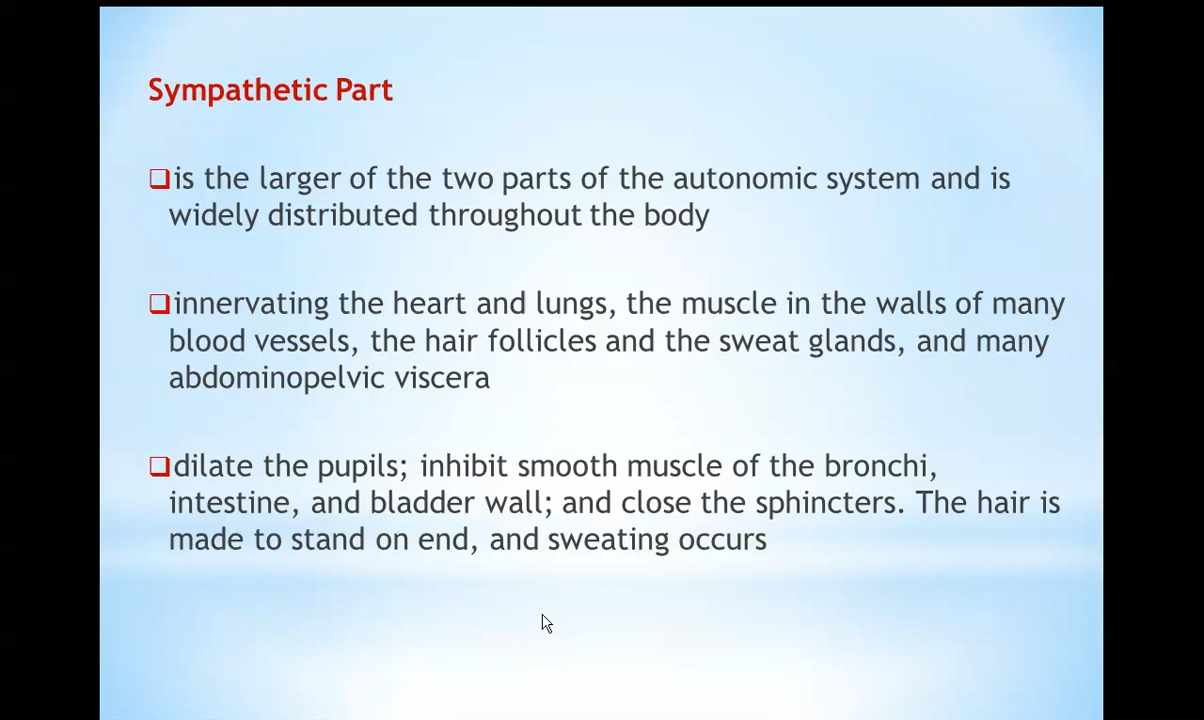 Sympathetic Part
is the larger of the two parts of the autonomic system and is
widely distributed throughout the body
innervating the heart and lungs, the muscle in the walls of many
blood vessels, the hair follicles and the sweat glands, and many
abdominopelvic viscera
dilate the pupils; inhibit smooth muscle of the bronchi,
intestine, and bladder wall; and close the sphincters. The hair is
made to stand on end, and sweating occurs